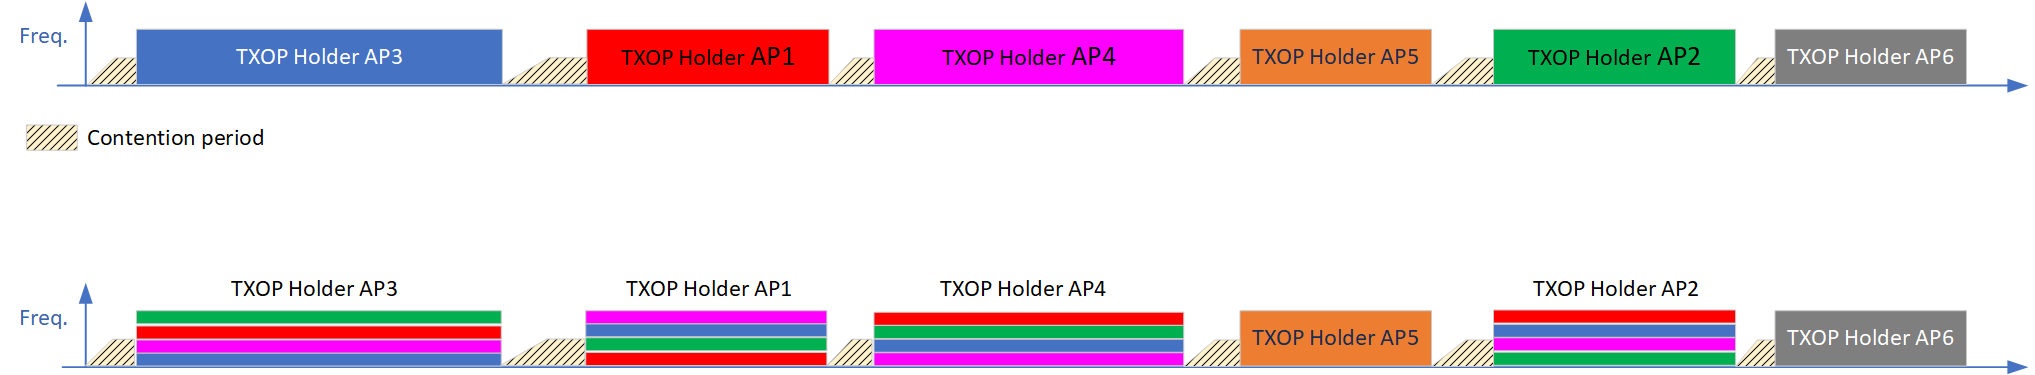 Freq.
TXOP Holder AP3
TXOP Holder AP1
TXOP Holder AP4
TXOP Holder AP5
TXOP Holder AP2
TXOP Holder AP6
Contention period
TXOP Holder AP3
TXOP Holder AP1
TXOP Holder AP4
TXOP Holder AP2
Freq.
TXOP Holder AP5
TXOP Holder AP6